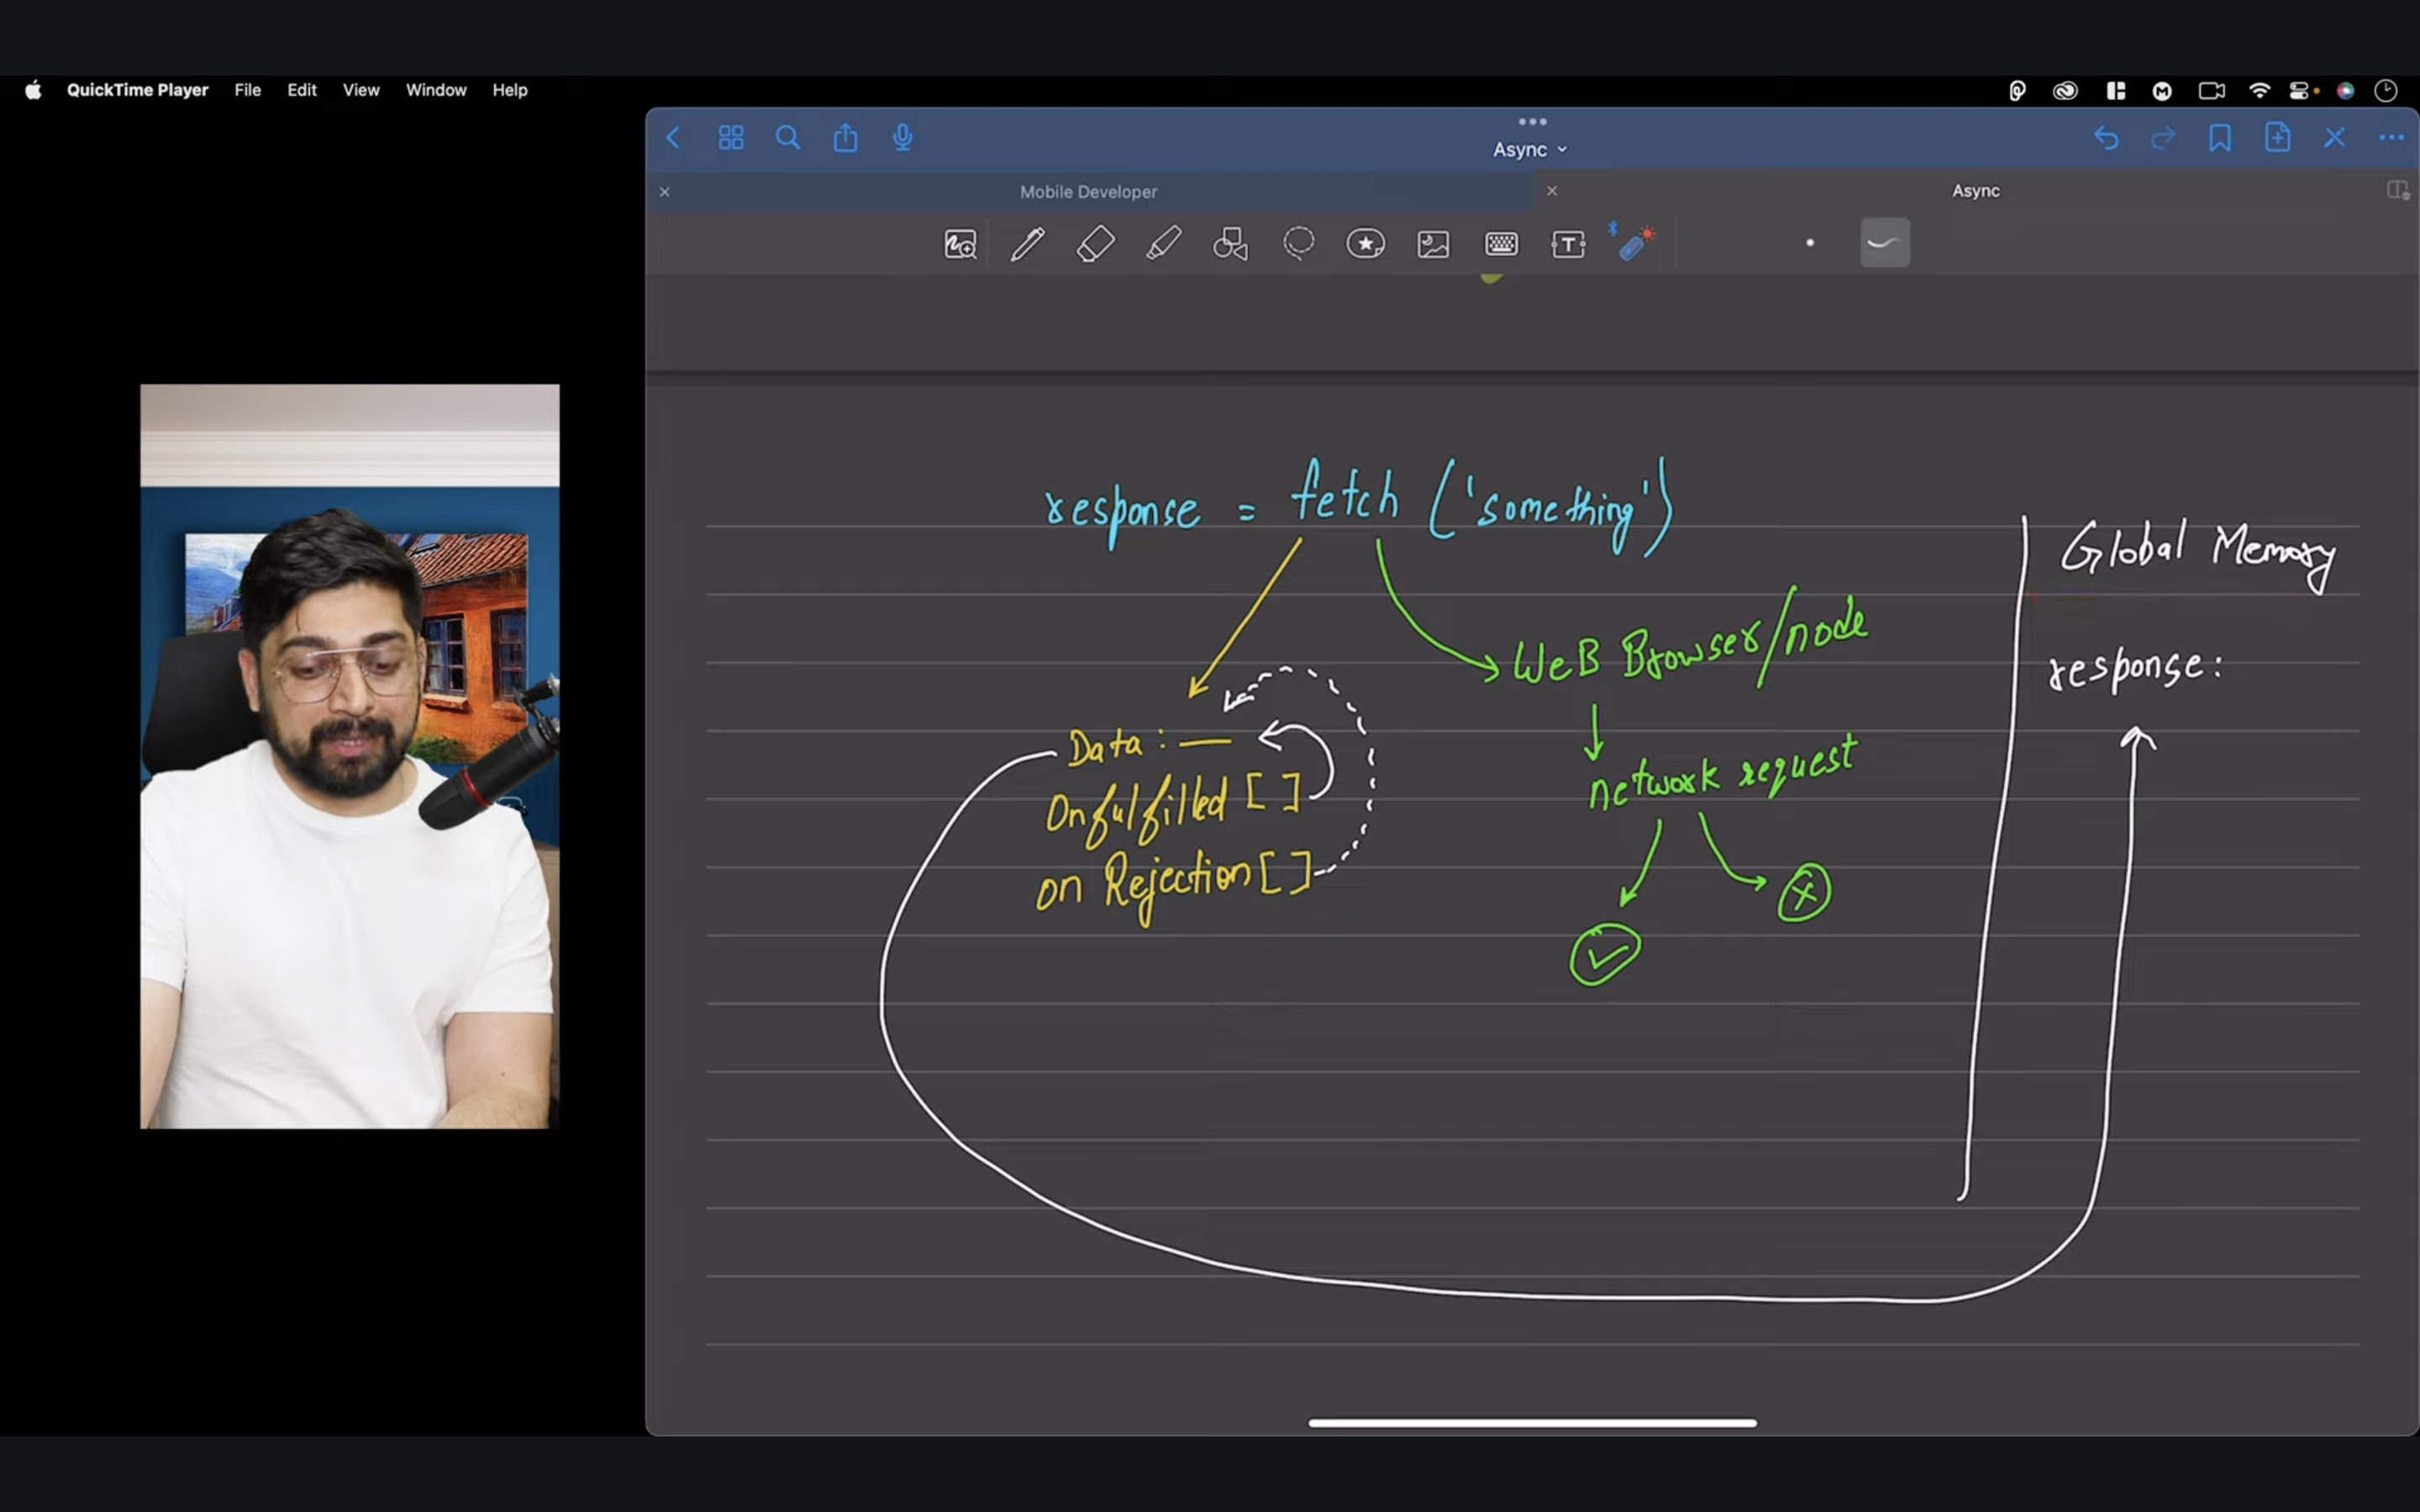 QuickTime Player File Edit View Window Help
Async
Mobile Developer
Async
response = fetch ('something')
Global Memory
WeB Browser/node
response:
Data : —
network request
Onfulfilled [ ]
on Rejection [ ]